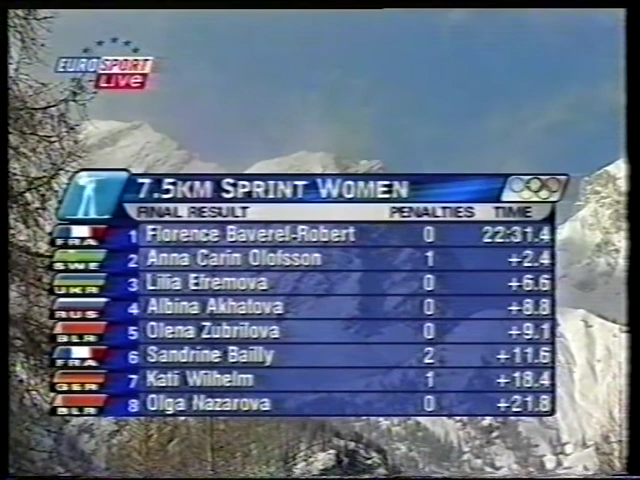 EUROSPORT
LIVE
7.5KM SPRINT WOMEN
FINAL RESULT PENALTIES TIME
FRA 1 Florence Baverel-Robert 0 22:31.4
SWE 2 Anna Carin Olofsson 1 +2.4
UKR 3 Lilia Efremova 0 +6.6
RUS 4 Albina Akhatova 0 +8.8
BLR 5 Olena Zubrilova 0 +9.1
FRA 6 Sandrine Bailly 2 +11.6
GER 7 Kati Wilhelm 1 +18.4
BLR 8 Olga Nazarova 0 +21.8